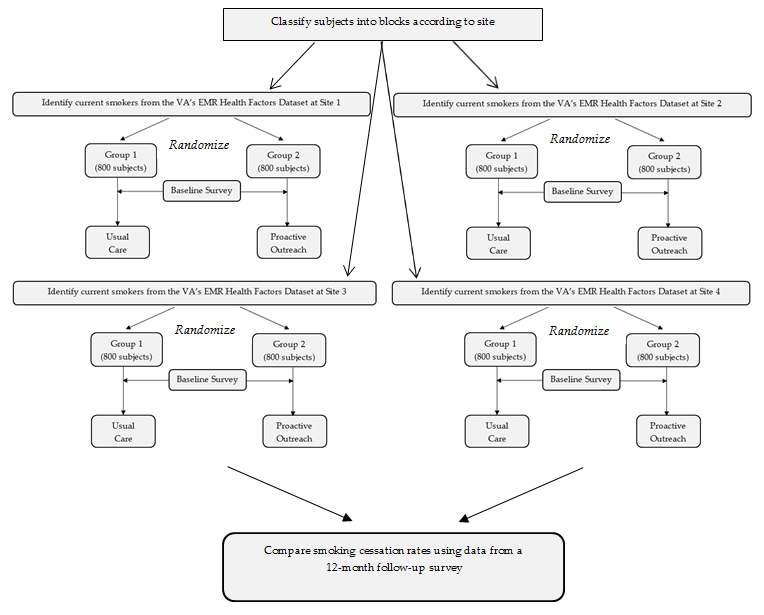 Classify subjects into blocks according to site
Identify current smokers from the VA's EMR Health Factors Dataset at Site 1
Randomize
Group 1
(800 subjects)
Group 2
(800 subjects)
Baseline Survey
Usual
Care
Proactive
Outreach
Identify current smokers from the VA's EMR Health Factors Dataset at Site 2
Randomize
Group 1
(800 subjects)
Group 2
(800 subjects)
Baseline Survey
Usual
Care
Proactive
Outreach
Identify current smokers from the VA's EMR Health Factors Dataset at Site 3
Randomize
Group 1
(800 subjects)
Group 2
(800 subjects)
Baseline Survey
Usual
Care
Proactive
Outreach
Identify current smokers from the VA's EMR Health Factors Dataset at Site 4
Randomize
Group 1
(800 subjects)
Group 2
(800 subjects)
Baseline Survey
Usual
Care
Proactive
Outreach
Compare smoking cessation rates using data from a
12-month follow-up survey